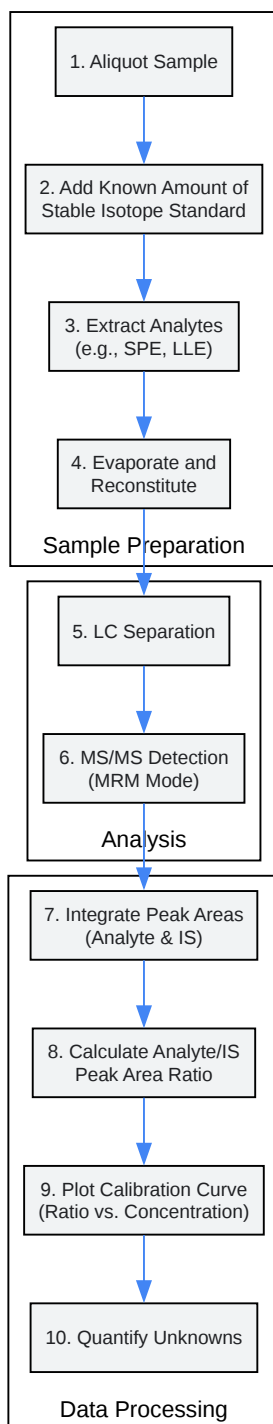 1. Aliquot Sample
2. Add Known Amount of
Stable Isotope Standard
3. Extract Analytes
(e.g., SPE, LLE)
4. Evaporate and
Reconstitute
Sample Preparation
5. LC Separation
6. MS/MS Detection
(MRM Mode)
Analysis
7. Integrate Peak Areas
(Analyte & IS)
8. Calculate Analyte/IS
Peak Area Ratio
9. Plot Calibration Curve
(Ratio vs. Concentration)
10. Quantify Unknowns
Data Processing